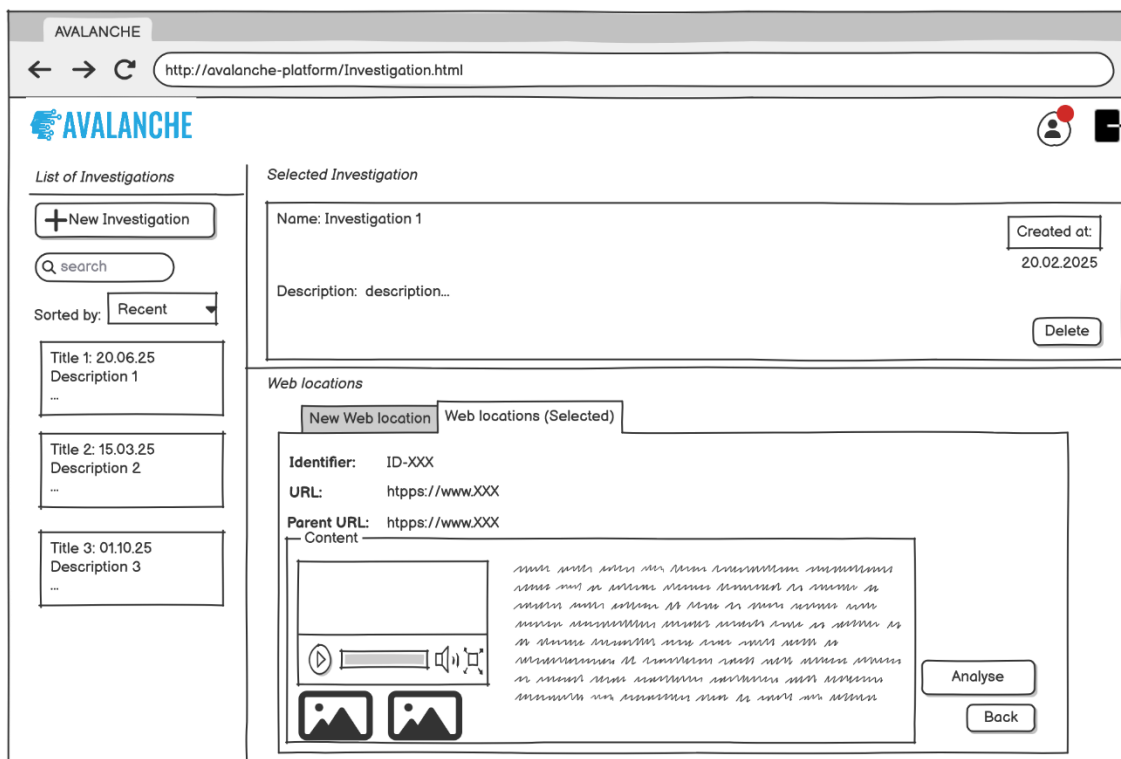 AVALANCHE
http://avalanche-platform/Investigation.html
AVALANCHE
List of Investigations
New Investigation
search
Sorted by: Recent
Title 1: 20.06.25
Description 1
...
Title 2: 15.03.25
Description 2
...
Title 3: 01.10.25
Description 3
...
Selected Investigation
Name: Investigation 1
Created at:
20.02.2025
Description: description...
Delete
Web locations
New Web location
Web locations (Selected)
Identifier: ID-XXX
URL: htpps://www.XXX
Parent URL: htpps://www.XXX
Content
Analyse
Back